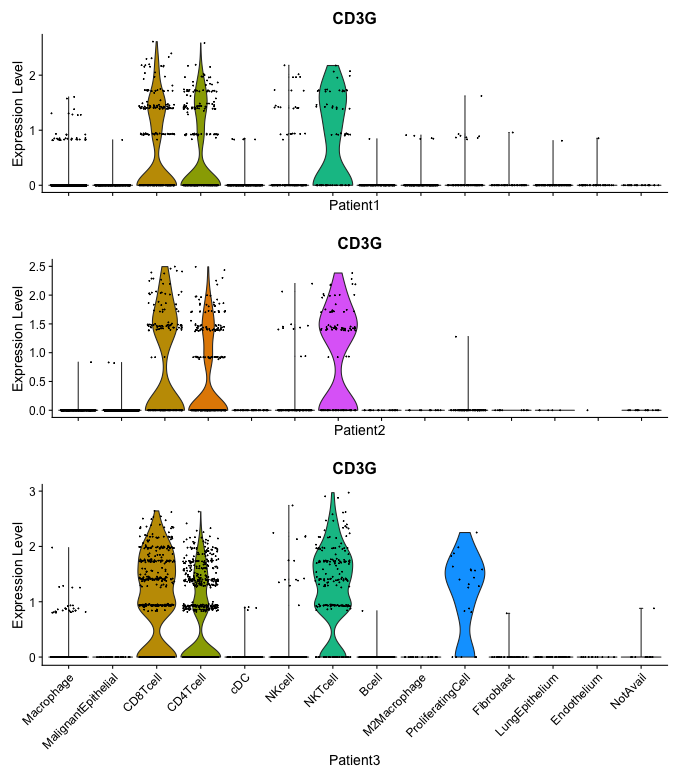 CD3G
Expression Level
2
1
0
Patient1
CD3G
Expression Level
2.5
2.0
1.5
1.0
0.5
0.0
Patient2
CD3G
Expression Level
3
2
1
0
Macrophage
MalignantEpithelial
CD8Tcell
CD4Tcell
cDC
NKcell
NKTcell
Bcell
M2Macrophage
ProliferatingCell
Fibroblast
LungEpithelium
Endothelium
NotAvail
Patient3